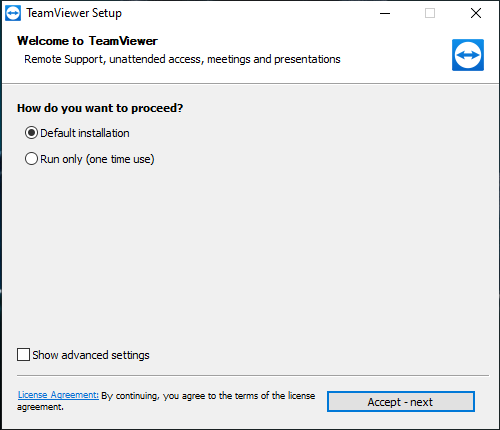 TeamViewer Setup
Welcome to TeamViewer
Remote Support, unattended access, meetings and presentations
How do you want to proceed?
Default installation
Run only (one time use)
Show advanced settings
License Agreement: By continuing, you agree to the terms of the license
agreement.
Accept - next